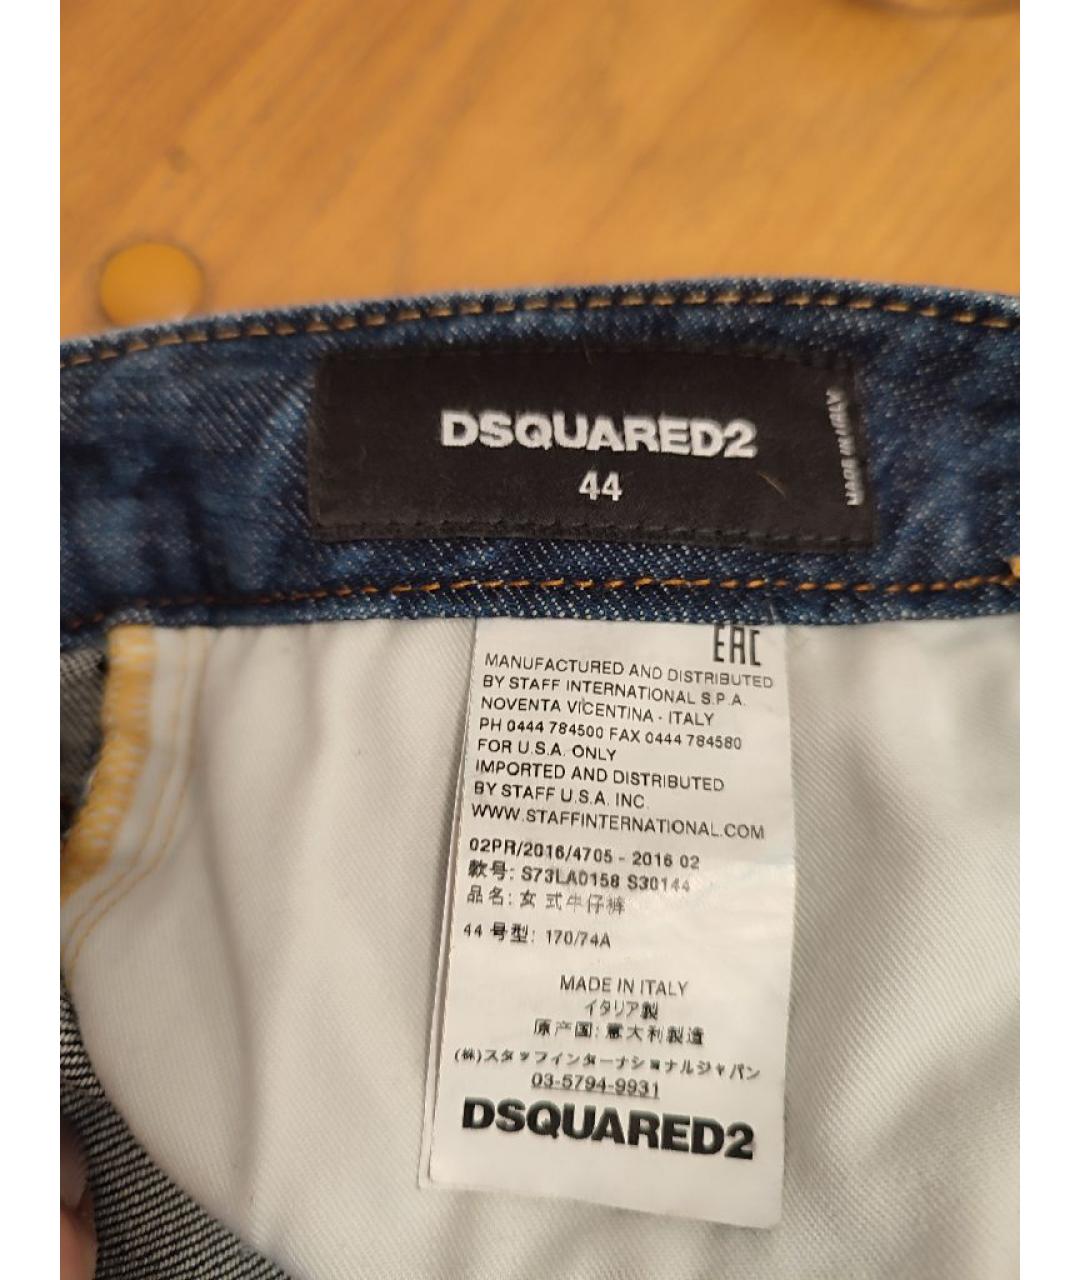 DSQUARED2
44
MADE IN ITALY
EAC
MANUFACTURED AND DISTRIBUTED
BY STAFF INTERNATIONAL S.P.A.
NOVENTA VICENTINA - ITALY
PH 0444 784500 FAX 0444 784580
FOR U.S.A. ONLY
IMPORTED AND DISTRIBUTED
BY STAFF U.S.A. INC.
WWW.STAFFINTERNATIONAL.COM
02PR/2016/4705 - 2016 02
款号: S73LA0158 S30144
品名: 女 式牛仔裤
44 号型: 170/74A
MADE IN ITALY
イタリア製
原产国: 意大利製造
(株)スタッフインターナショナルジャパン
03-5794-9931
DSQUARED2